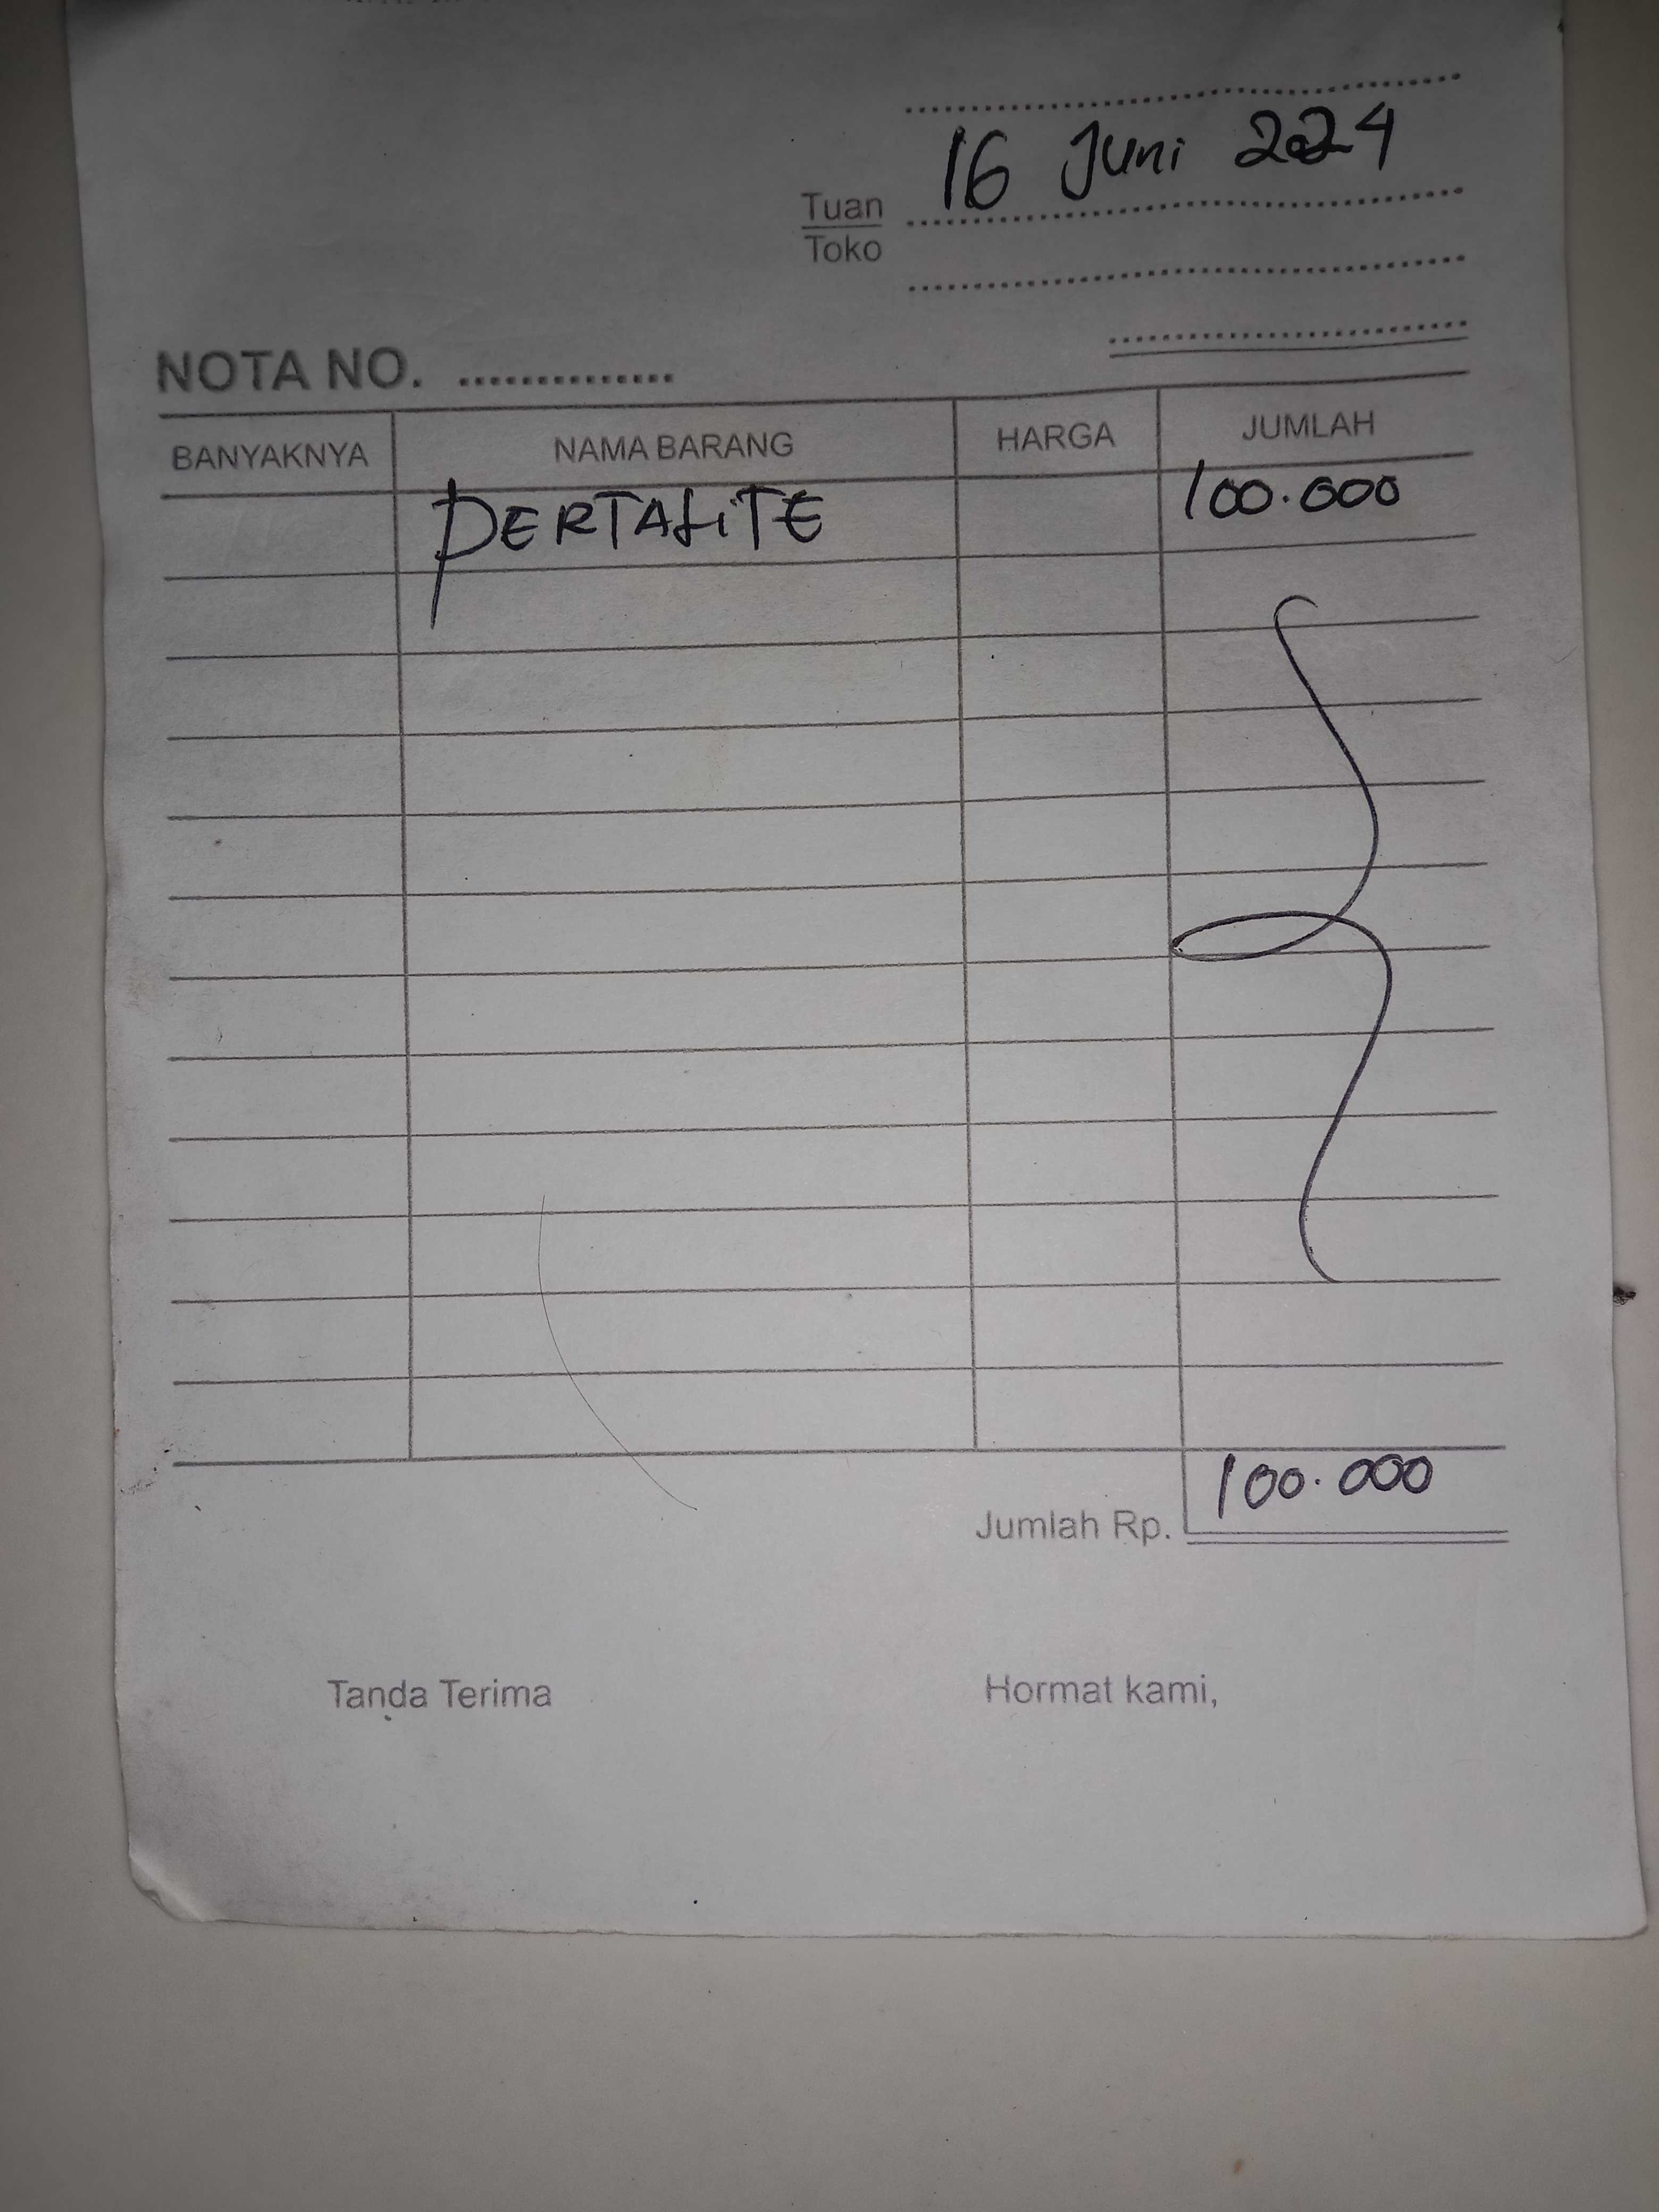 16 Juni 2024
Tuan
Toko
NOTA NO. ...............
BANYAKNYA NAMA BARANG HARGA JUMLAH
PERTALiTE 100.000
Jumlah Rp. 100.000
Tanda Terima Hormat kami,